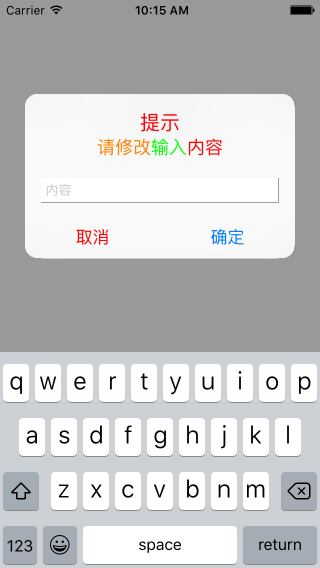 Carrier 10:15 AM
提示
请修改输入内容
内容
取消 确定
q w e r t y u i o p
a s d f g h j k l
z x c v b n m
123 space return